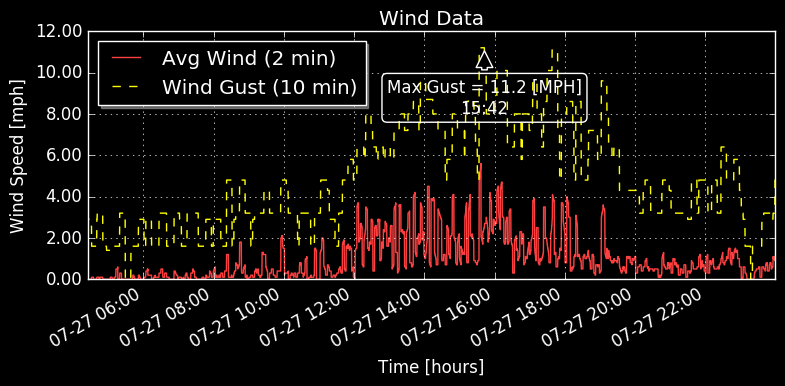 Wind Data
12.00
10.00
8.00
6.00
4.00
2.00
0.00
Wind Speed [mph]
Avg Wind (2 min)
Wind Gust (10 min)
Max Gust = 11.2 [MPH]
15:42
07-27 06:00
07-27 08:00
07-27 10:00
07-27 12:00
07-27 14:00
07-27 16:00
07-27 18:00
07-27 20:00
07-27 22:00
Time [hours]